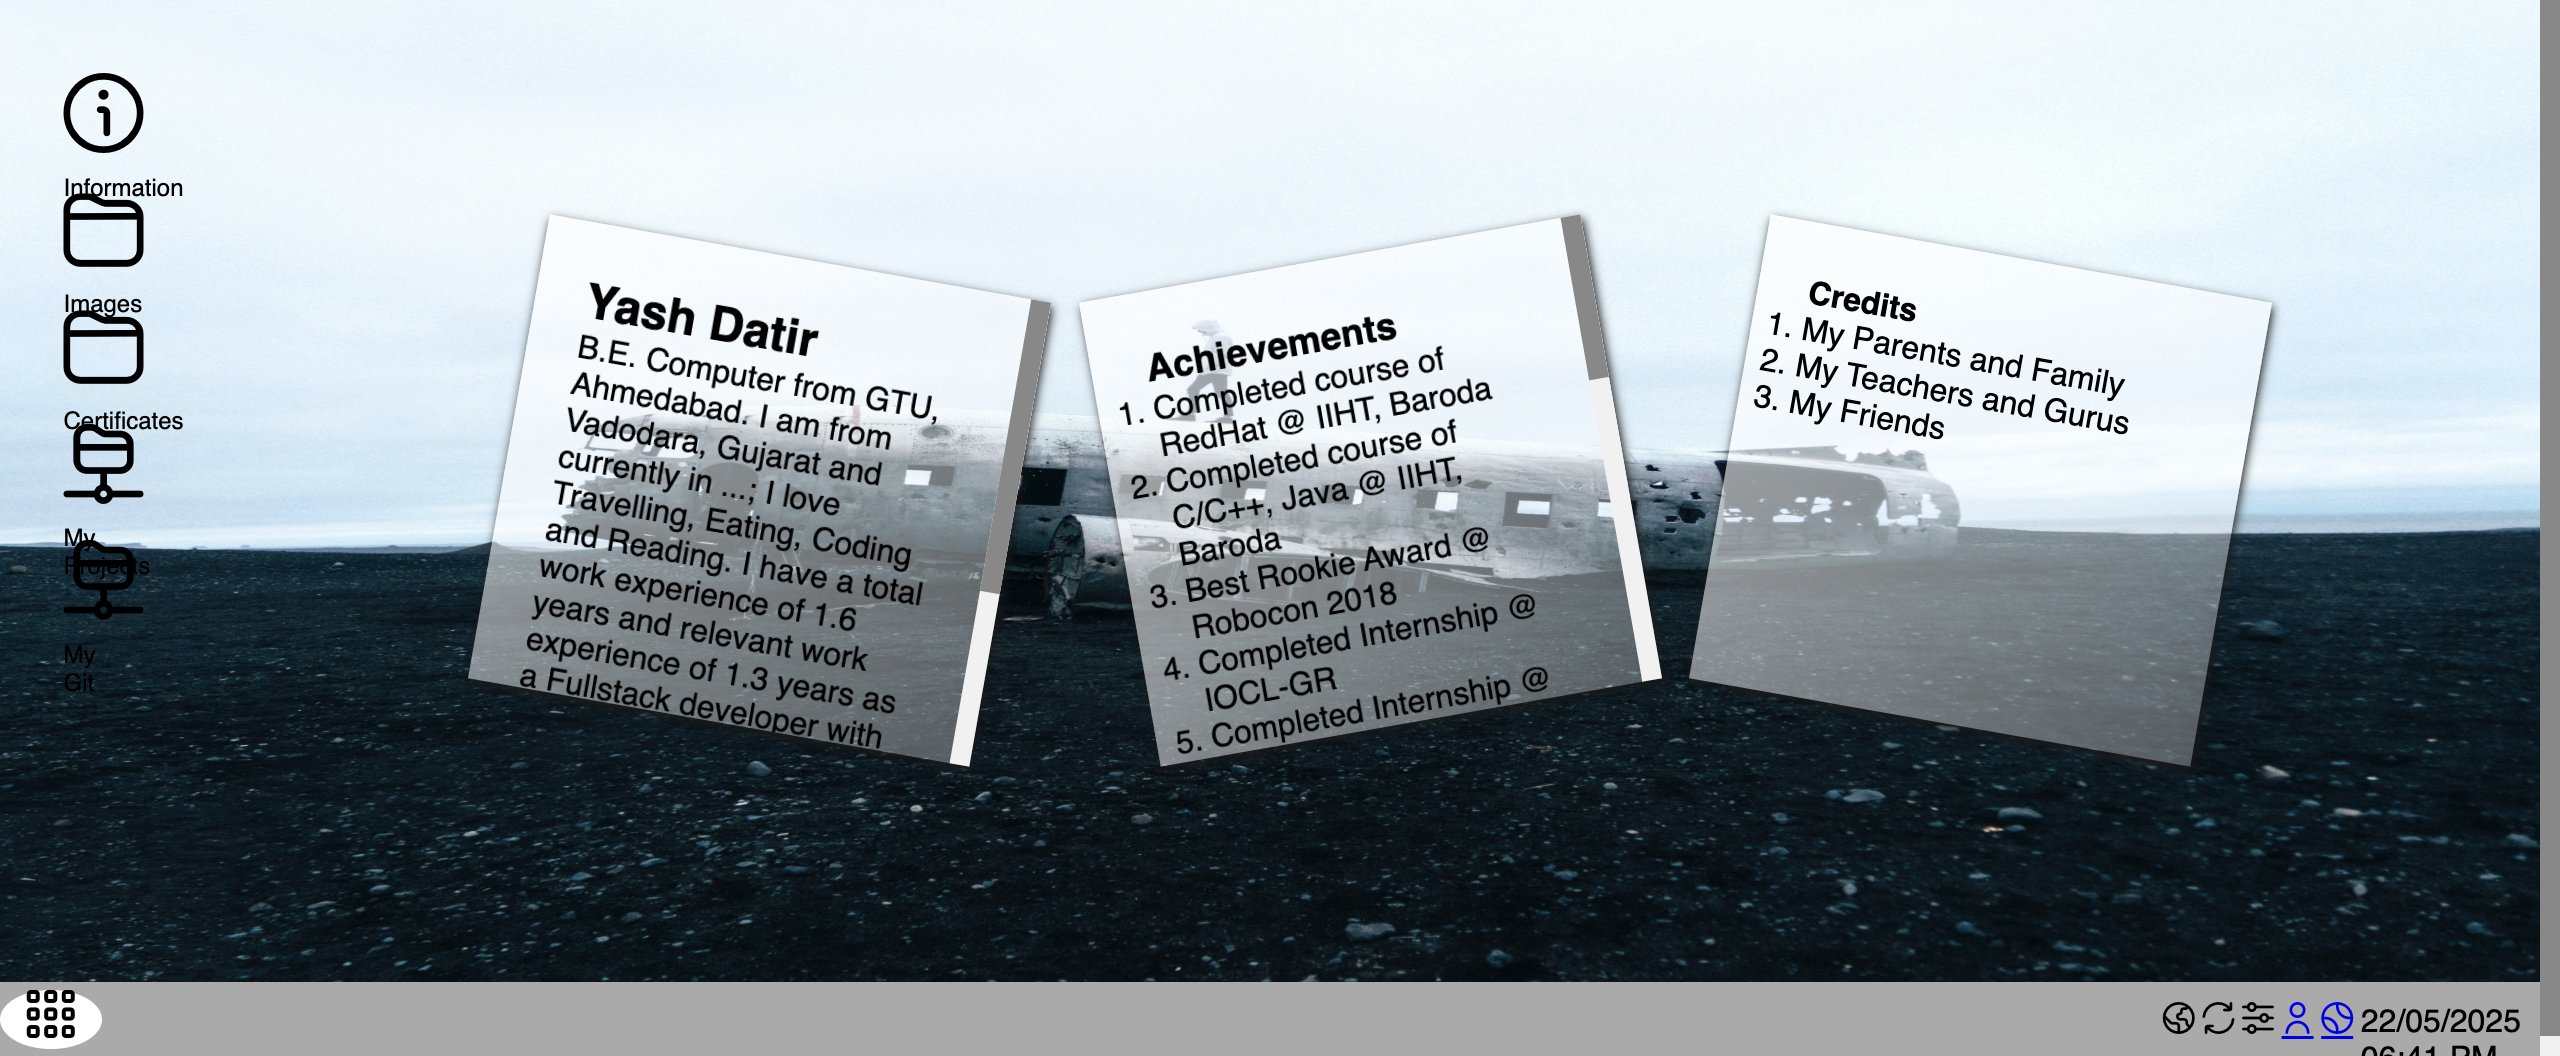 Information
Images
Certificates
My
Projects
My
Git
Yash Datir
B.E. Computer from GTU,
Ahmedabad. I am from
Vadodara, Gujarat and
currently in ...; I love
Travelling, Eating, Coding
and Reading. I have a total
work experience of 1.6
years and relevant work
experience of 1.3 years as
a Fullstack developer with
Achievements
1. Completed course of
RedHat @ IIHT, Baroda
2. Completed course of
C/C++, Java @ IIHT,
Baroda
3. Best Rookie Award @
Robocon 2018
4. Completed Internship @
IOCL-GR
5. Completed Internship @
Credits
1. My Parents and Family
2. My Teachers and Gurus
3. My Friends
22/05/2025
06:41 PM